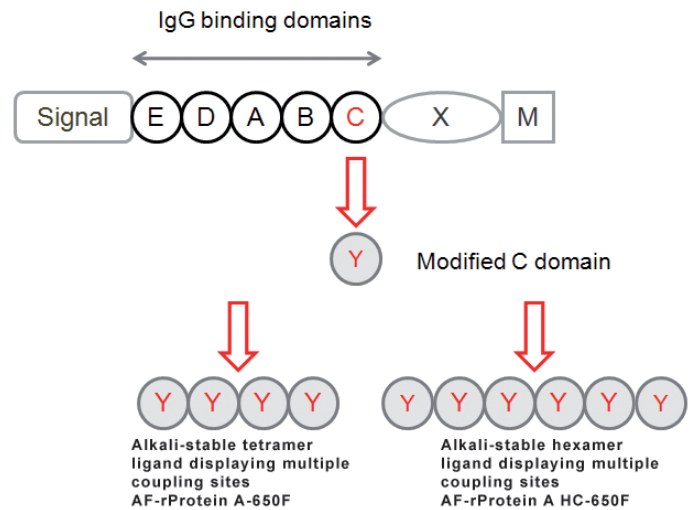 IgG binding domains
Signal E D A B C X M
Y Modified C domain
Y Y Y Y
Y Y Y Y Y Y
Alkali-stable tetramer
ligand displaying multiple
coupling sites
AF-rProtein A-650F
Alkali-stable hexamer
ligand displaying multiple
coupling sites
AF-rProtein A HC-650F